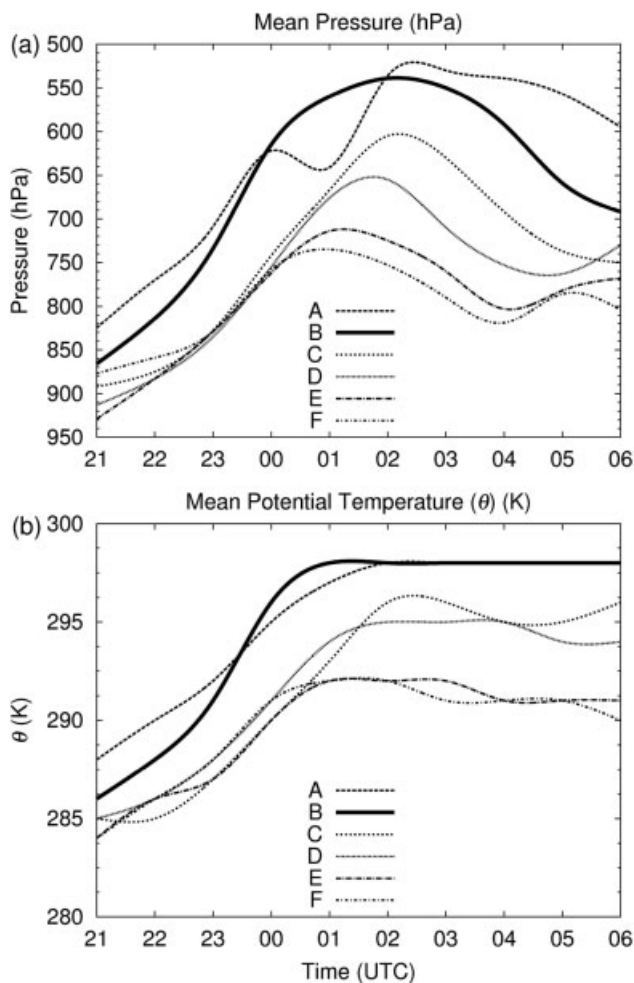 Mean Pressure (hPa)
(a)
500
550
600
650
700
750
800
850
900
950
Pressure (hPa)
A
B
C
D
E
F
21 22 23 00 01 02 03 04 05 06
Mean Potential Temperature (θ) (K)
(b)
300
295
290
285
280
θ (K)
A
B
C
D
E
F
21 22 23 00 01 02 03 04 05 06
Time (UTC)